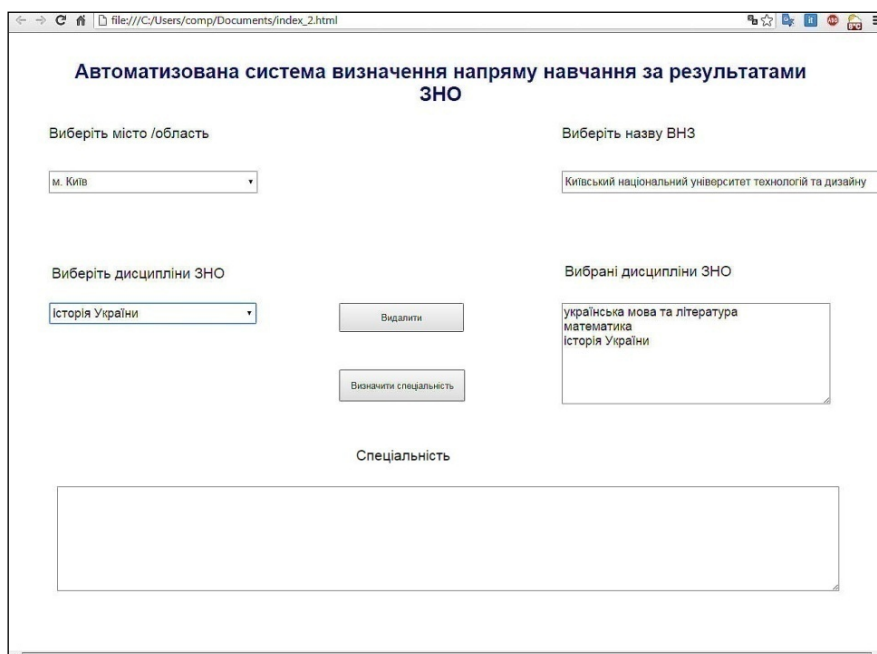 file:///C:/Users/comp/Documents/index_2.html
Автоматизована система визначення напряму навчання за результатами
ЗНО
Виберіть місто /область
Виберіть назву ВНЗ
м. Київ
Київський національний університет технологій та дизайну
Виберіть дисципліни ЗНО
Вибрані дисципліни ЗНО
історія України
Видалити
українська мова та література
математика
історія України
Визначити спеціальність
Спеціальність